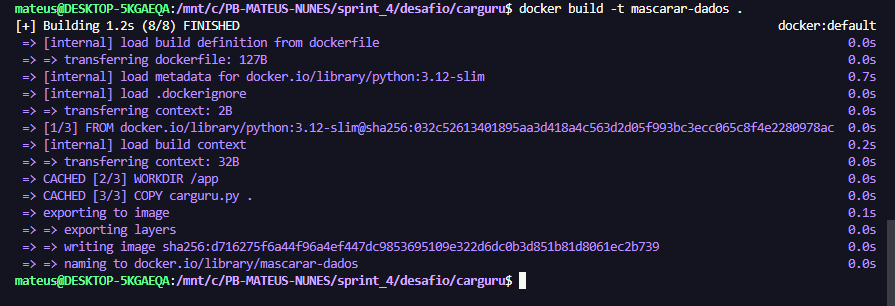 mateus@DESKTOP-5KGAEQA:/mnt/c/PB-MATEUS-NUNES/sprint_4/desafio/carguru$ docker build -t mascarar-dados .
[+] Building 1.2s (8/8) FINISHED docker:default
=> [internal] load build definition from dockerfile 0.0s
=> => transferring dockerfile: 127B 0.0s
=> [internal] load metadata for docker.io/library/python:3.12-slim 0.7s
=> [internal] load .dockerignore 0.0s
=> => transferring context: 2B 0.0s
=> [1/3] FROM docker.io/library/python:3.12-slim@sha256:032c52613401895aa3d418a4c563d2d05f993bc3ecc065c8f4e2280978ac 0.0s
=> [internal] load build context 0.2s
=> => transferring context: 32B 0.0s
=> CACHED [2/3] WORKDIR /app 0.0s
=> CACHED [3/3] COPY carguru.py . 0.0s
=> exporting to image 0.1s
=> => exporting layers 0.0s
=> => writing image sha256:d716275f6a44f96a4ef447dc9853695109e322d6dc0b3d851b81d8061ec2b739 0.0s
=> => naming to docker.io/library/mascarar-dados 0.0s
mateus@DESKTOP-5KGAEQA:/mnt/c/PB-MATEUS-NUNES/sprint_4/desafio/carguru$